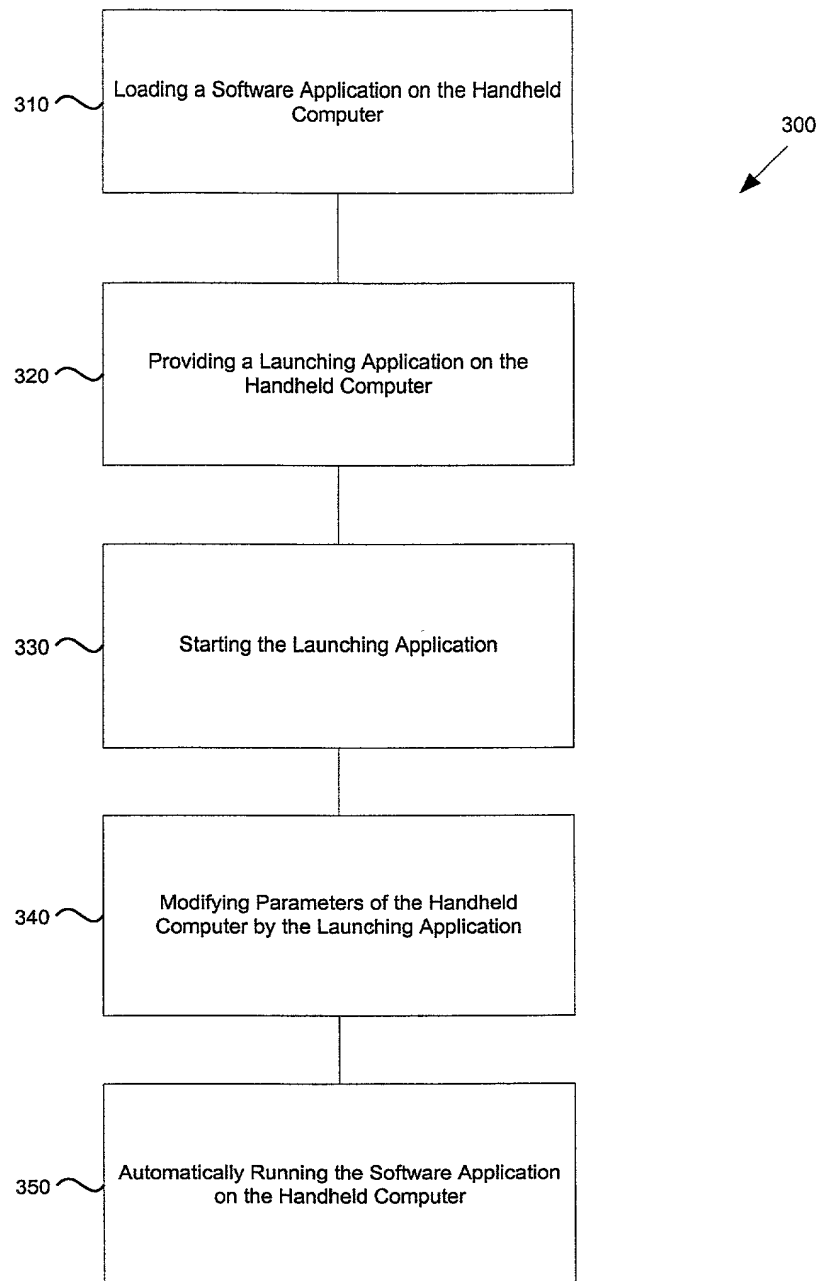 Loading a Software Application on the Handheld
Computer
310
300
Providing a Launching Application on the
Handheld Computer
320
Starting the Launching Application
330
Modifying Parameters of the Handheld
Computer by the Launching Application
340
Automatically Running the Software Application
on the Handheld Computer
350